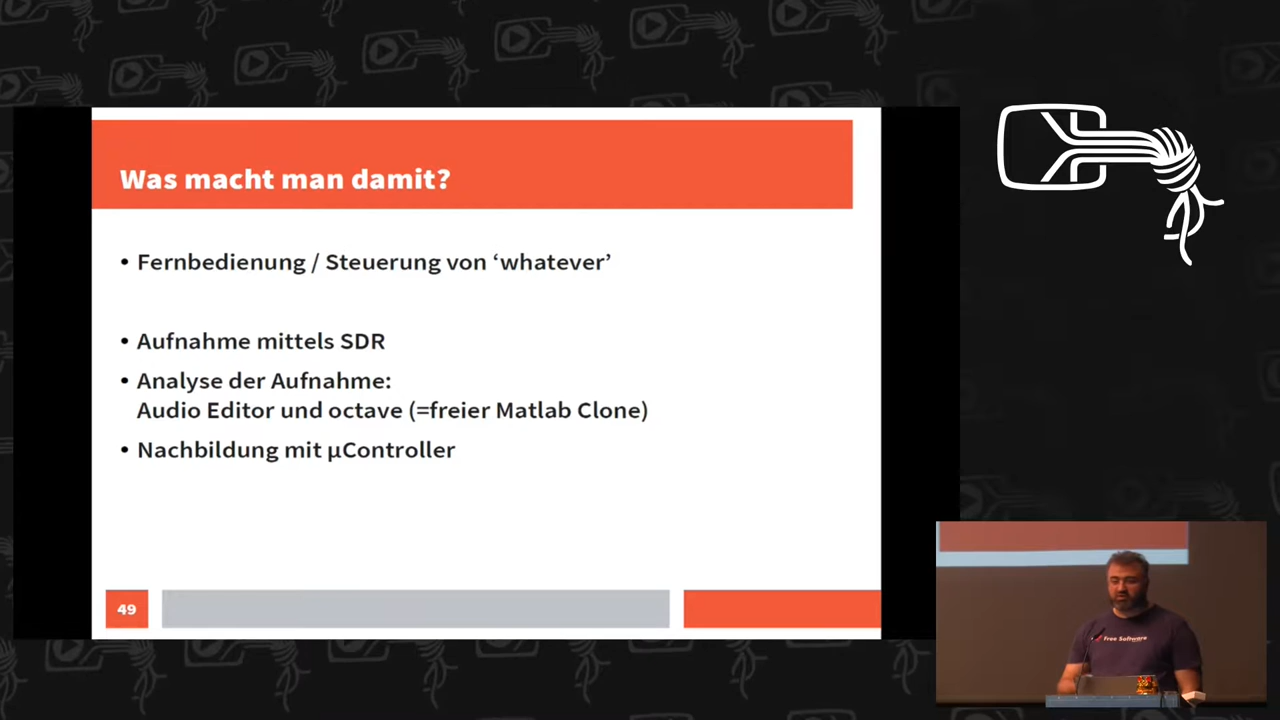 Was macht man damit?
• Fernbedienung / Steuerung von ‘whatever’
• Aufnahme mittels SDR
• Analyse der Aufnahme:
Audio Editor und octave (=freier Matlab Clone)
• Nachbildung mit µController
49
Free Software